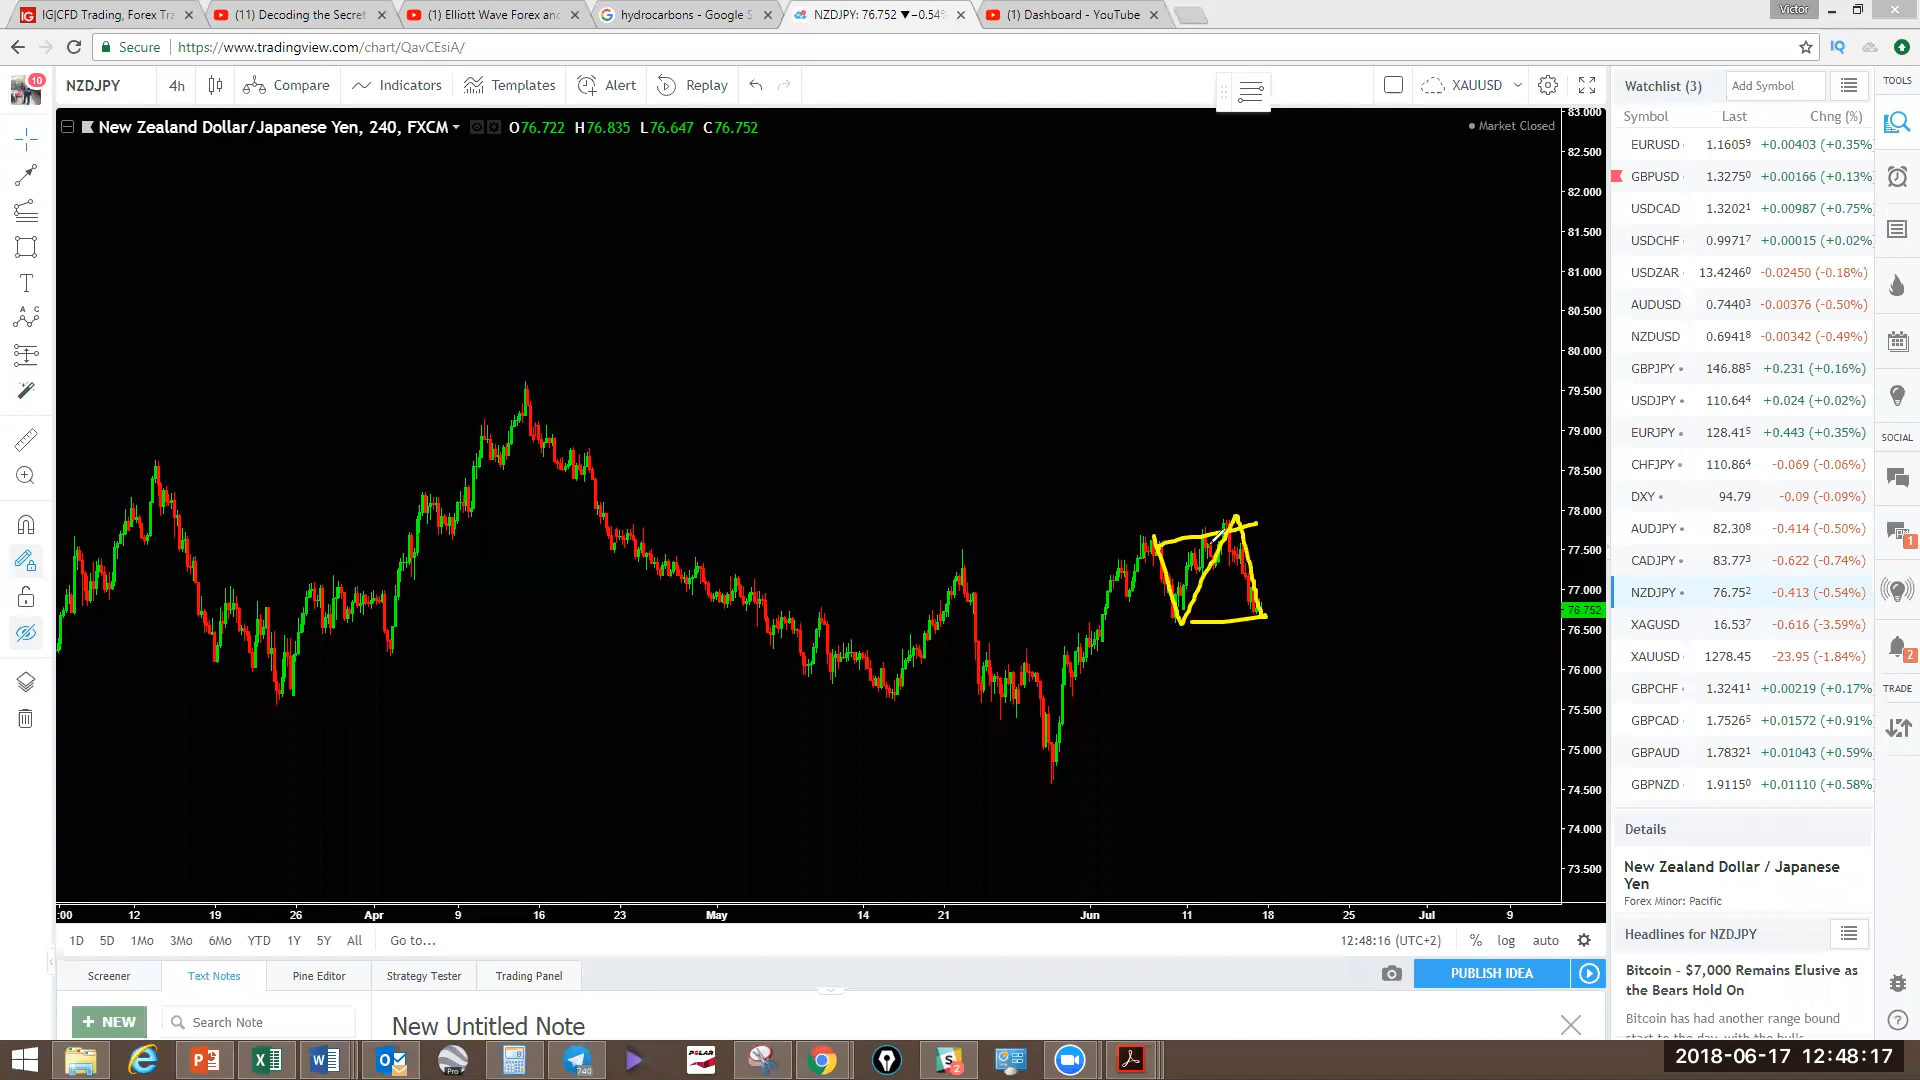 IG|CFD Trading, Forex Tra
(11) Decoding the Secret
(1) Elliott Wave Forex and
hydrocarbons - Google S
NZDJPY: 76.752 ▼−0.54%
(1) Dashboard - YouTube
Victor
Secure | https://www.tradingview.com/chart/QavCEsiA/
10 NZDJPY 4h Compare Indicators Templates Alert Replay XAUUSD
New Zealand Dollar/Japanese Yen, 240, FXCM O76.722 H76.835 L76.647 C76.752
Market Closed
83.000
82.500
82.000
81.500
81.000
80.500
80.000
79.500
79.000
78.500
78.000
77.500
77.000
76.752
76.500
76.000
75.500
75.000
74.500
74.000
73.500
:00 12 19 26 Apr 9 16 23 May 14 21 Jun 11 18 25 Jul 9
1D 5D 1Mo 3Mo 6Mo YTD 1Y 5Y All Go to...
12:48:16 (UTC+2) % log auto
Screener Text Notes Pine Editor Strategy Tester Trading Panel
PUBLISH IDEA
+ NEW Search Note
New Untitled Note
Watchlist (3) Add Symbol
Symbol Last Chng (%)
EURUSD 1.16059 +0.00403 (+0.35%
GBPUSD 1.32750 +0.00166 (+0.13%
USDCAD 1.32021 +0.00987 (+0.75%
USDCHF 0.99717 +0.00015 (+0.02%
USDZAR 13.42460 -0.02450 (-0.18%)
AUDUSD 0.74403 -0.00376 (-0.50%)
NZDUSD 0.69418 -0.00342 (-0.49%)
GBPJPY 146.885 +0.231 (+0.16%)
USDJPY 110.644 +0.024 (+0.02%)
EURJPY 128.415 +0.443 (+0.35%)
CHFJPY 110.864 -0.069 (-0.06%)
DXY 94.79 -0.09 (-0.09%)
AUDJPY 82.308 -0.414 (-0.50%)
CADJPY 83.773 -0.622 (-0.74%)
NZDJPY 76.752 -0.413 (-0.54%)
XAGUSD 16.537 -0.616 (-3.59%)
XAUUSD 1278.45 -23.95 (-1.84%)
GBPCHF 1.32411 +0.00219 (+0.17%
GBPCAD 1.75265 +0.01572 (+0.91%
GBPAUD 1.78321 +0.01043 (+0.59%
GBPNZD 1.91150 +0.01110 (+0.58%
Details
New Zealand Dollar / Japanese
Yen
Forex Minor: Pacific
Headlines for NZDJPY
Bitcoin - $7,000 Remains Elusive as
the Bears Hold On
Bitcoin has had another range bound
start to the day, with the bulls
TOOLS
SOCIAL
1
2
TRADE
Pro
740
POLAR
2
2018-06-17 12:48:17